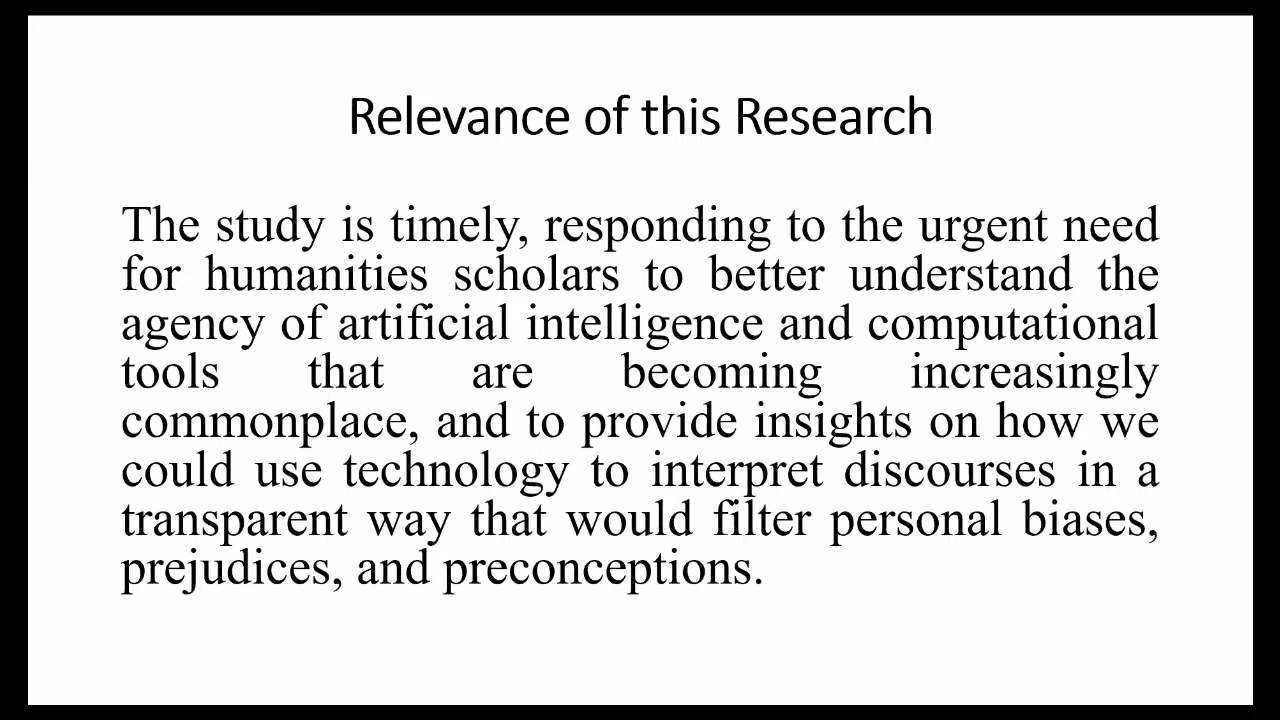 Relevance of this Research
The study is timely, responding to the urgent need
for humanities scholars to better understand the
agency of artificial intelligence and computational
tools that are becoming increasingly
commonplace, and to provide insights on how we
could use technology to interpret discourses in a
transparent way that would filter personal biases,
prejudices, and preconceptions.